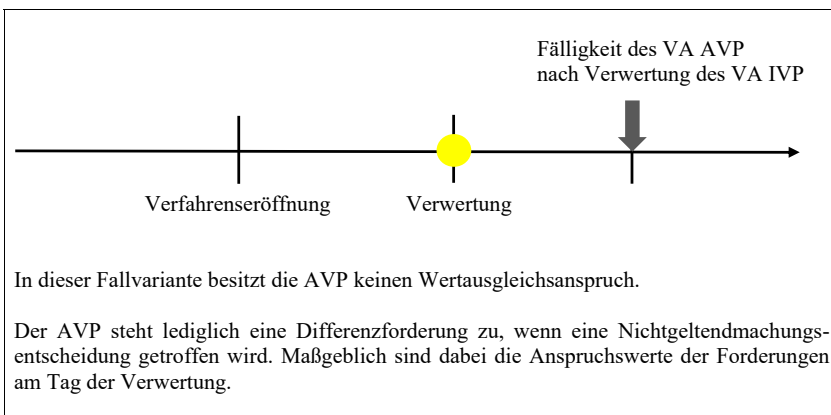 Fälligkeit des VA AVP
nach Verwertung des VA IVP
Verfahrenseröffnung
Verwertung
In dieser Fallvariante besitzt die AVP keinen Wertausgleichsanspruch.
Der AVP steht lediglich eine Differenzforderung zu, wenn eine Nichtgeltendmachungs-
entscheidung getroffen wird. Maßgeblich sind dabei die Anspruchswerte der Forderungen
am Tag der Verwertung.